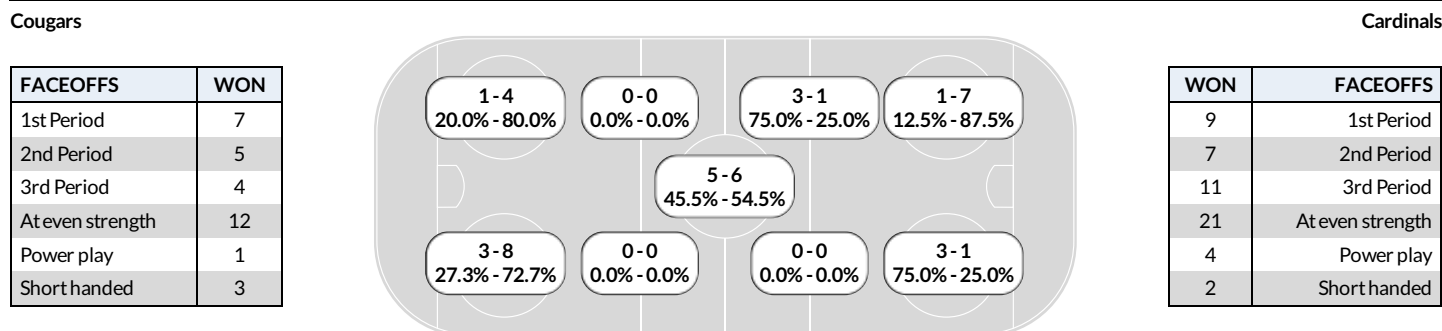 Cougars
Cardinals
FACEOFFS WON
1st Period 7
2nd Period 5
3rd Period 4
At even strength 12
Power play 1
Short handed 3
1 - 4
20.0% - 80.0%
0 - 0
0.0% - 0.0%
3 - 1
75.0% - 25.0%
1 - 7
12.5% - 87.5%
5 - 6
45.5% - 54.5%
3 - 8
27.3% - 72.7%
0 - 0
0.0% - 0.0%
0 - 0
0.0% - 0.0%
3 - 1
75.0% - 25.0%
WON FACEOFFS
9 1st Period
7 2nd Period
11 3rd Period
21 At even strength
4 Power play
2 Short handed